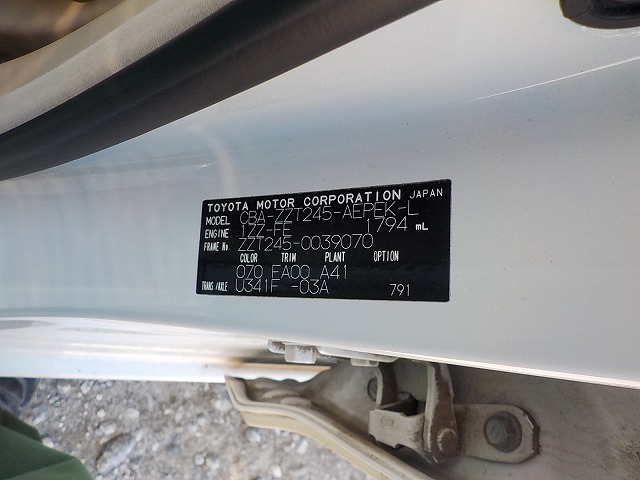 TOYOTA MOTOR CORPORATION JAPAN
MODEL CBA-ZZT245-AEPEK-L
ENGINE 1ZZ-FE 1794 mL
FRAME No. ZZT245-0039070
COLOR TRIM PLANT OPTION
070 EA00 A41
TRANS/AXLE U341F -03A 791